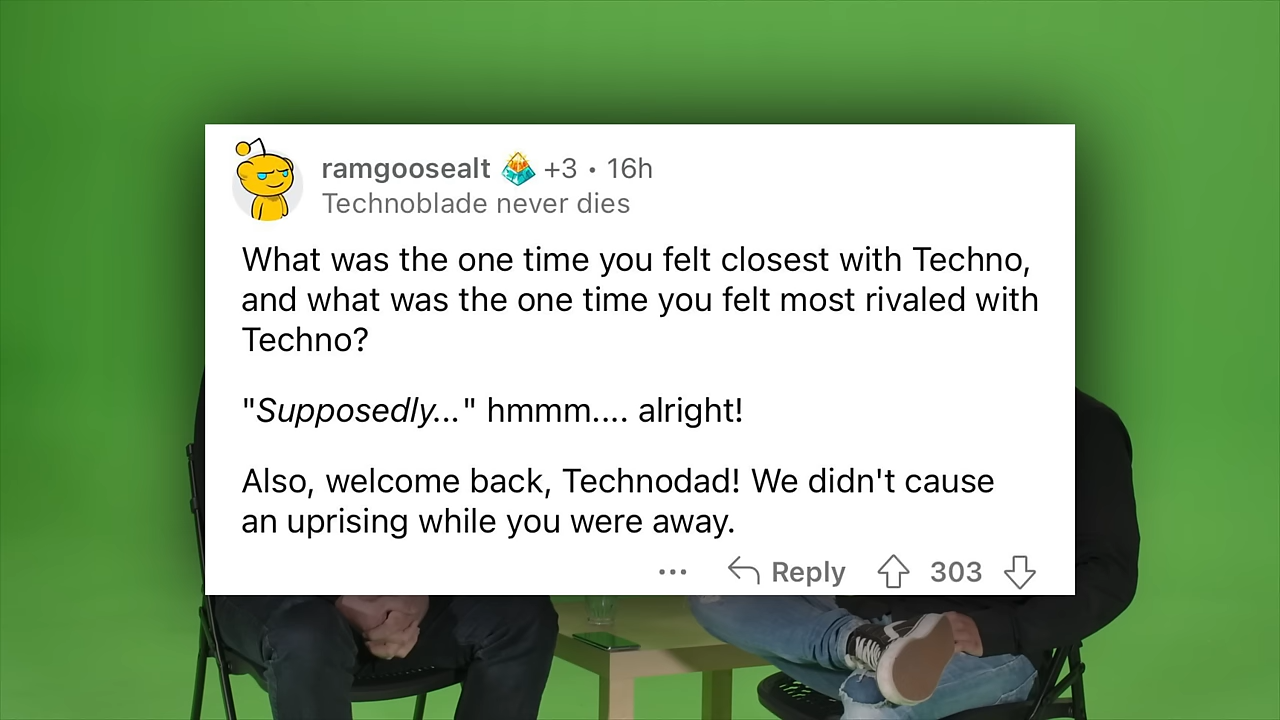 ramgoosealt +3 • 16h
Technoblade never dies
What was the one time you felt closest with Techno,
and what was the one time you felt most rivaled with
Techno?
"Supposedly..." hmmm.... alright!
Also, welcome back, Technodad! We didn't cause
an uprising while you were away.
... Reply 303